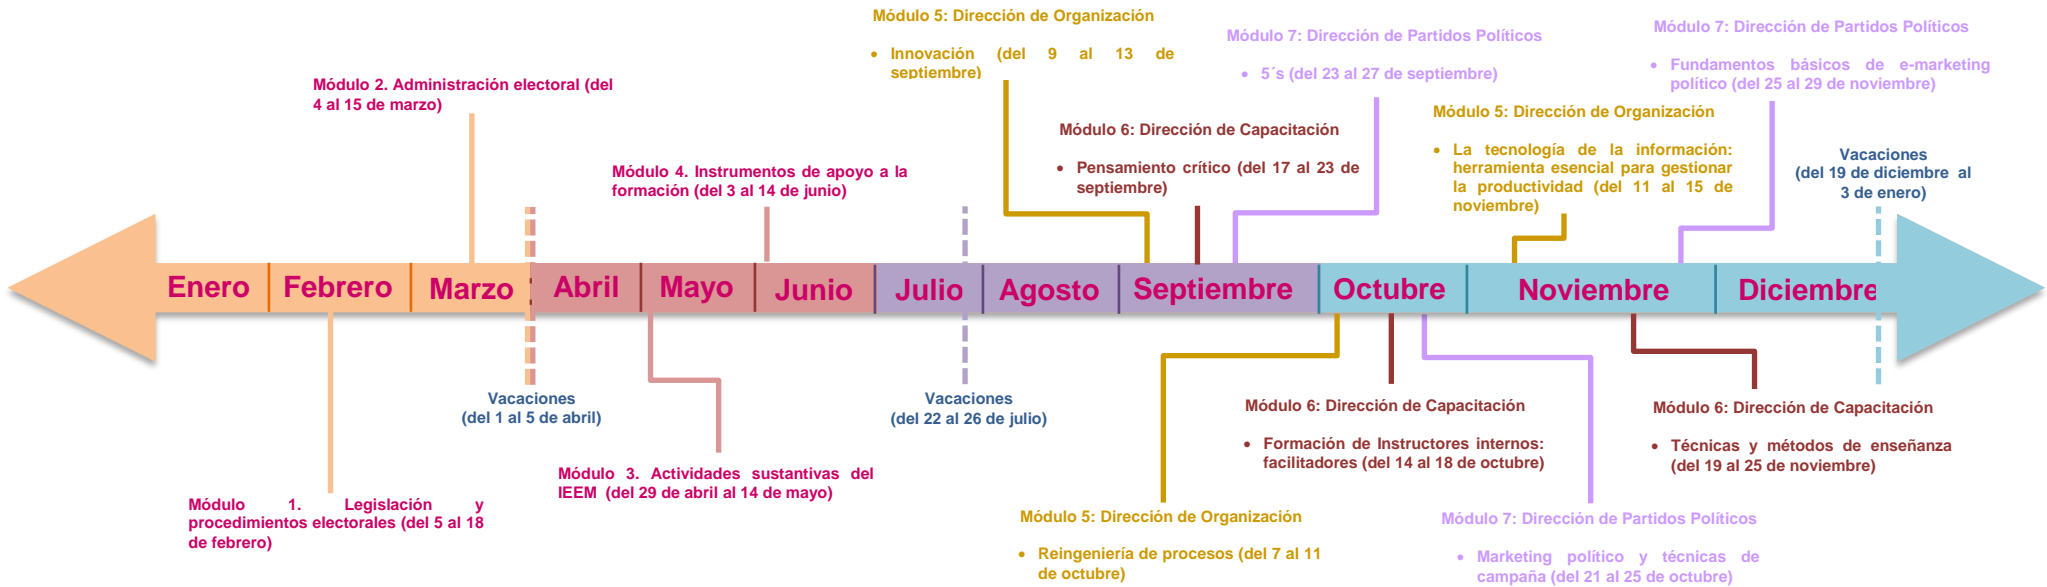 Módulo 5: Dirección de Organización
• Innovación (del 9 al 13 de
septiembre)
Módulo 7: Dirección de Partidos Políticos
• 5´s (del 23 al 27 de septiembre)
Módulo 7: Dirección de Partidos Políticos
• Fundamentos básicos de e-marketing
político (del 25 al 29 de noviembre)
Módulo 2. Administración electoral (del
4 al 15 de marzo)
Módulo 6: Dirección de Capacitación
• Pensamiento crítico (del 17 al 23 de
septiembre)
Módulo 5: Dirección de Organización
• La tecnología de la información:
herramienta esencial para gestionar
la productividad (del 11 al 15 de
noviembre)
Módulo 4. Instrumentos de apoyo a la
formación (del 3 al 14 de junio)
Vacaciones
(del 19 de diciembre al
3 de enero)
Enero Febrero Marzo Abril Mayo Junio Julio Agosto Septiembre Octubre Noviembre Diciembre
Vacaciones
(del 1 al 5 de abril)
Vacaciones
(del 22 al 26 de julio)
Módulo 6: Dirección de Capacitación
• Formación de Instructores internos:
facilitadores (del 14 al 18 de octubre)
Módulo 6: Dirección de Capacitación
• Técnicas y métodos de enseñanza
(del 19 al 25 de noviembre)
Módulo 3. Actividades sustantivas del
IEEM (del 29 de abril al 14 de mayo)
Módulo 1. Legislación y
procedimientos electorales (del 5 al 18
de febrero)
Módulo 5: Dirección de Organización
• Reingeniería de procesos (del 7 al 11
de octubre)
Módulo 7: Dirección de Partidos Políticos
• Marketing político y técnicas de
campaña (del 21 al 25 de octubre)